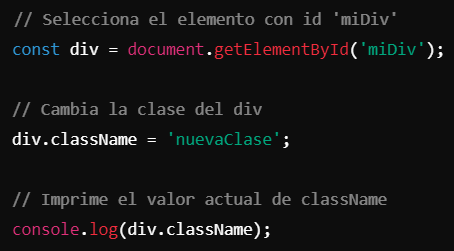 // Selecciona el elemento con id 'miDiv'
const div = document.getElementById('miDiv');
// Cambia la clase del div
div.className = 'nuevaClase';
// Imprime el valor actual de className
console.log(div.className);